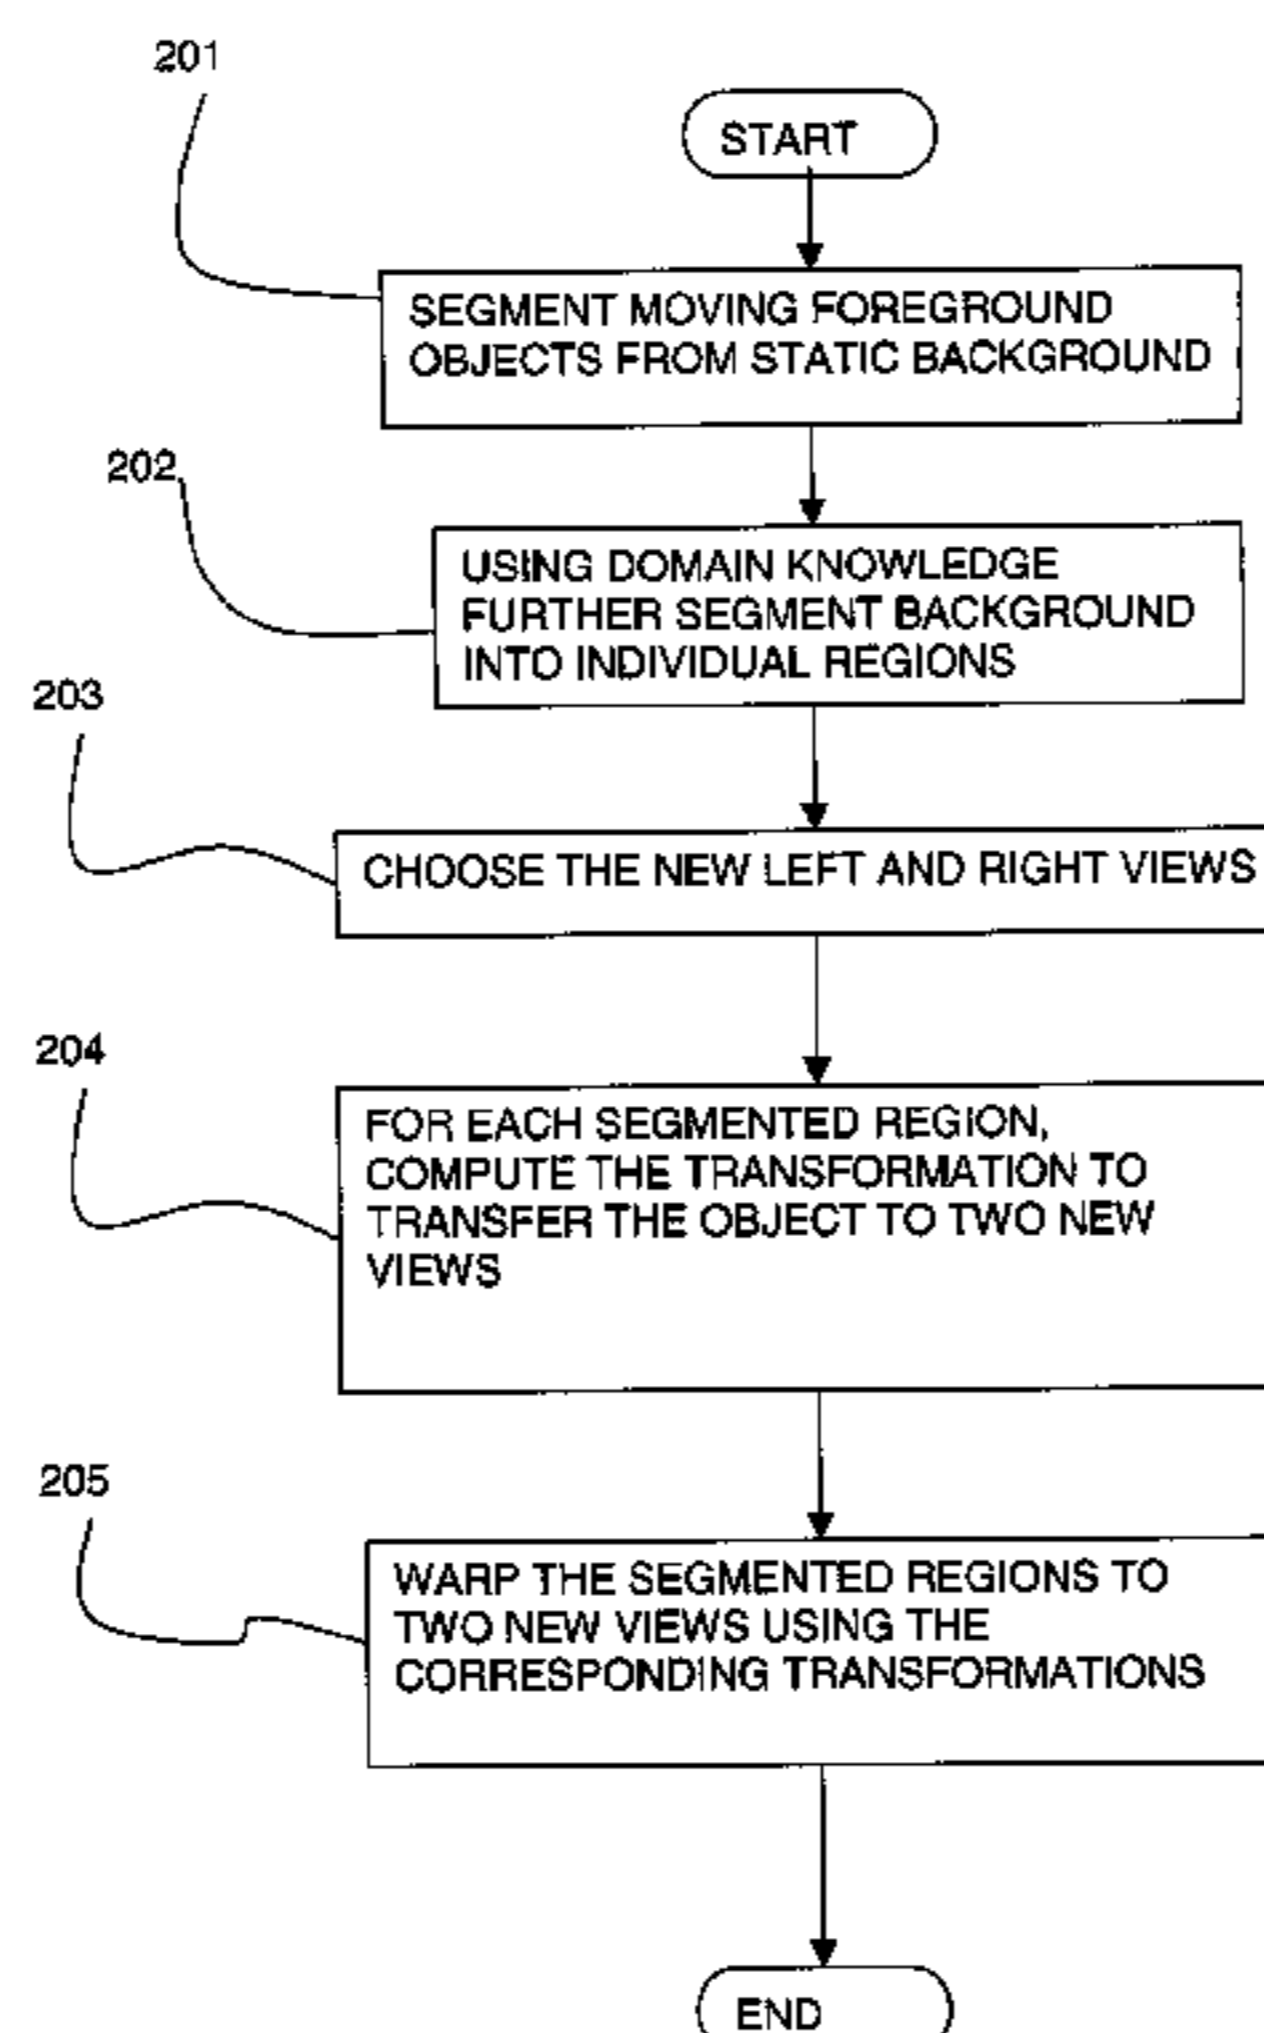 201
START
SEGMENT MOVING FOREGROUND
OBJECTS FROM STATIC BACKGROUND
202
USING DOMAIN KNOWLEDGE
FURTHER SEGMENT BACKGROUND
INTO INDIVIDUAL REGIONS
203
CHOOSE THE NEW LEFT AND RIGHT VIEWS
204
FOR EACH SEGMENTED REGION,
COMPUTE THE TRANSFORMATION TO
TRANSFER THE OBJECT TO TWO NEW
VIEWS
205
WARP THE SEGMENTED REGIONS TO
TWO NEW VIEWS USING THE
CORRESPONDING TRANSFORMATIONS
END